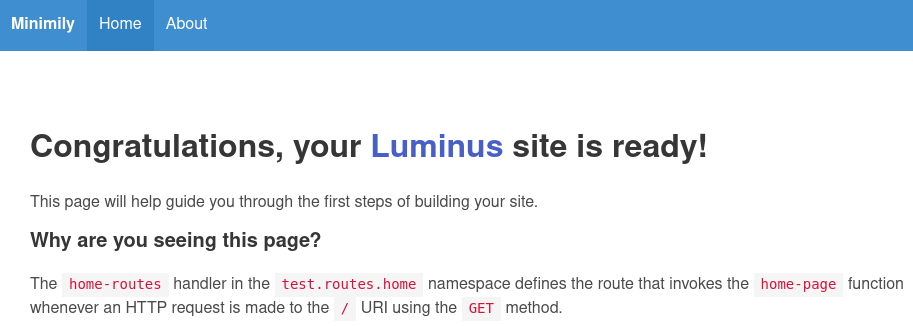 Minimily Home About
Congratulations, your Luminus site is ready!
This page will help guide you through the first steps of building your site.
Why are you seeing this page?
The home-routes handler in the test.routes.home namespace defines the route that invokes the home-page function
whenever an HTTP request is made to the / URI using the GET method.